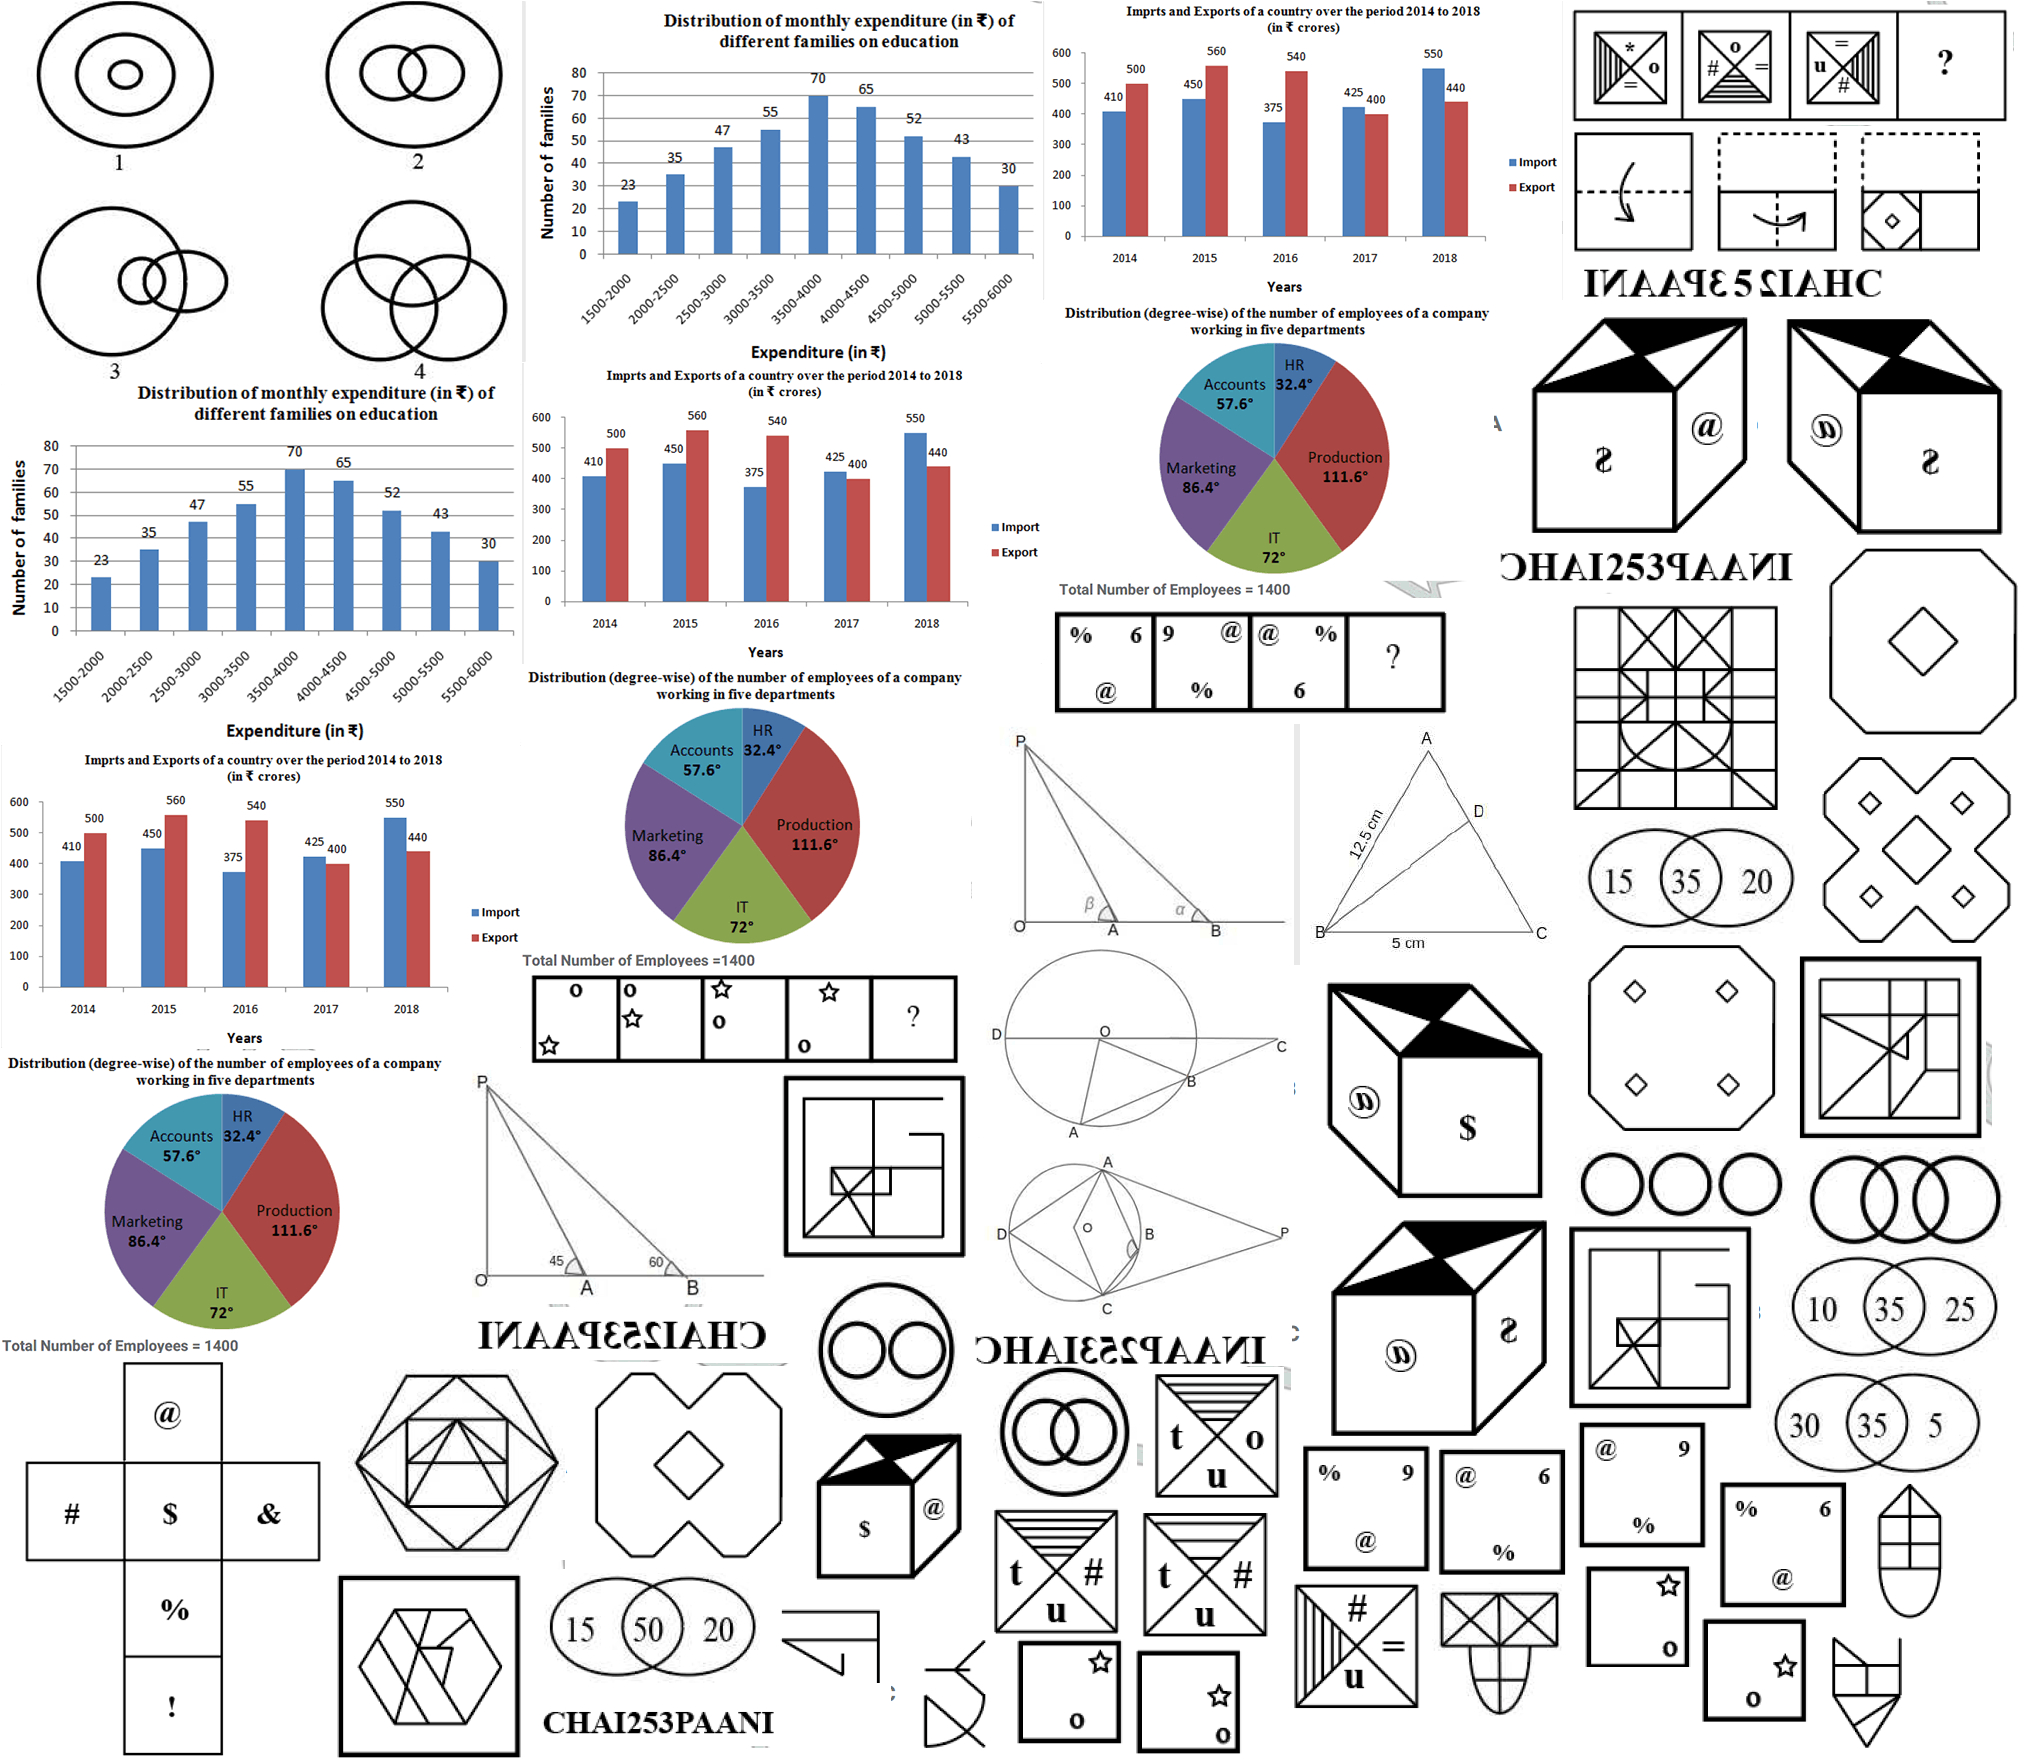 1
2
3
4
Distribution of monthly expenditure (in ₹) of
different families on education
Number of families
80
70
60
50
40
30
20
10
0
23
35
47
55
70
65
52
43
30
1500-2000
2000-2500
2500-3000
3000-3500
3500-4000
4000-4500
4500-5000
5000-5500
5500-6000
Expenditure (in ₹)
Imprts and Exports of a country over the period 2014 to 2018
(in ₹ crores)
600
500
400
300
200
100
0
410 500
450 560
375 540
425 400
550 440
2014 2015 2016 2017 2018
Years
Import
Export
* o =
o # =
= u #
?
CHAI253PAANI
Distribution (degree-wise) of the number of employees of a company
working in five departments
HR
32.4°
Production
111.6°
IT
72°
Marketing
86.4°
Accounts
57.6°
Total Number of Employees = 1400
@ $
@ $
INAAP253IAHC
Distribution of monthly expenditure (in ₹) of
different families on education
Number of families
80
70
60
50
40
30
20
10
0
23
35
47
55
70
65
52
43
30
1500-2000
2000-2500
2500-3000
3000-3500
3500-4000
4000-4500
4500-5000
5000-5500
5500-6000
Expenditure (in ₹)
Imprts and Exports of a country over the period 2014 to 2018
(in ₹ crores)
600
500
400
300
200
100
0
410 500
450 560
375 540
425 400
550 440
2014 2015 2016 2017 2018
Years
Import
Export
% 6 9 @ @ % ?
@ % 6
Distribution (degree-wise) of the number of employees of a company
working in five departments
HR
32.4°
Production
111.6°
IT
72°
Marketing
86.4°
Accounts
57.6°
Total Number of Employees =1400
P
β α
O A B
A
12.5 cm
D
B
5 cm
C
15 35 20
Imprts and Exports of a country over the period 2014 to 2018
(in ₹ crores)
600
500
400
300
200
100
0
410 500
450 560
375 540
425 400
550 440
2014 2015 2016 2017 2018
Years
Import
Export
o o o o ?
D O C
B
A
@ $
Distribution (degree-wise) of the number of employees of a company
working in five departments
HR
32.4°
Production
111.6°
IT
72°
Marketing
86.4°
Accounts
57.6°
Total Number of Employees = 1400
P
45 60
O A B
A
D O B P
C
@ $
10 35 25
30 35 5
CHAI253PAANI
INAAP253IAHC
@
# $ &
%
!
$ @
t o
u
t #
u
t #
u
% 9
@
@ 6
%
@ 9
%
% 6
@
15 50 20
#
=
u
o
o
o
o
CHAI253PAANI